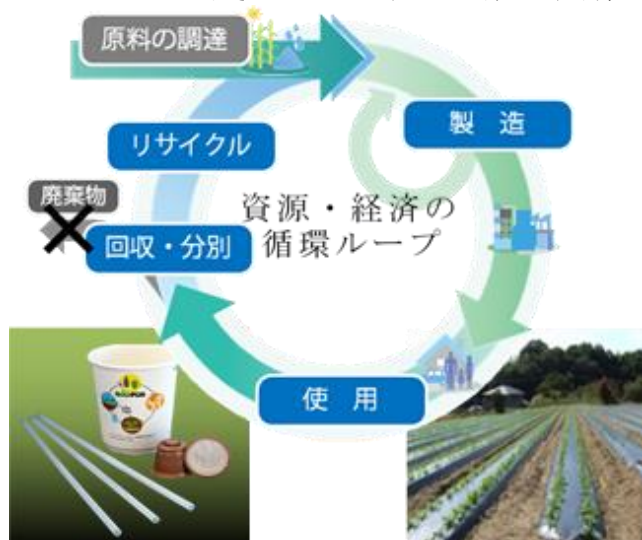 原料の調達
製 造
リサイクル
廃棄物
資源・経済の
循環ループ
回収・分別
使 用